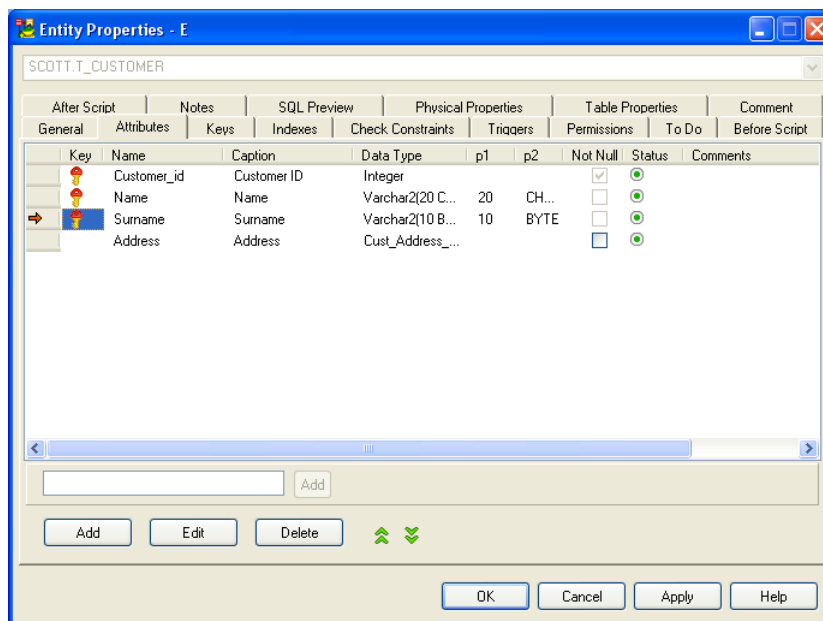 Entity Properties - E
SCOTT.T_CUSTOMER
After Script Notes SQL Preview Physical Properties Table Properties Comment
General Attributes Keys Indexes Check Constraints Triggers Permissions To Do Before Script
Key Name Caption Data Type p1 p2 Not Null Status Comments
Customer_id Customer ID Integer
Name Name Varchar2(20 C... 20 CH...
Surname Surname Varchar2(10 B... 10 BYTE
Address Address Cust_Address_...
Add
Add Edit Delete
OK Cancel Apply Help